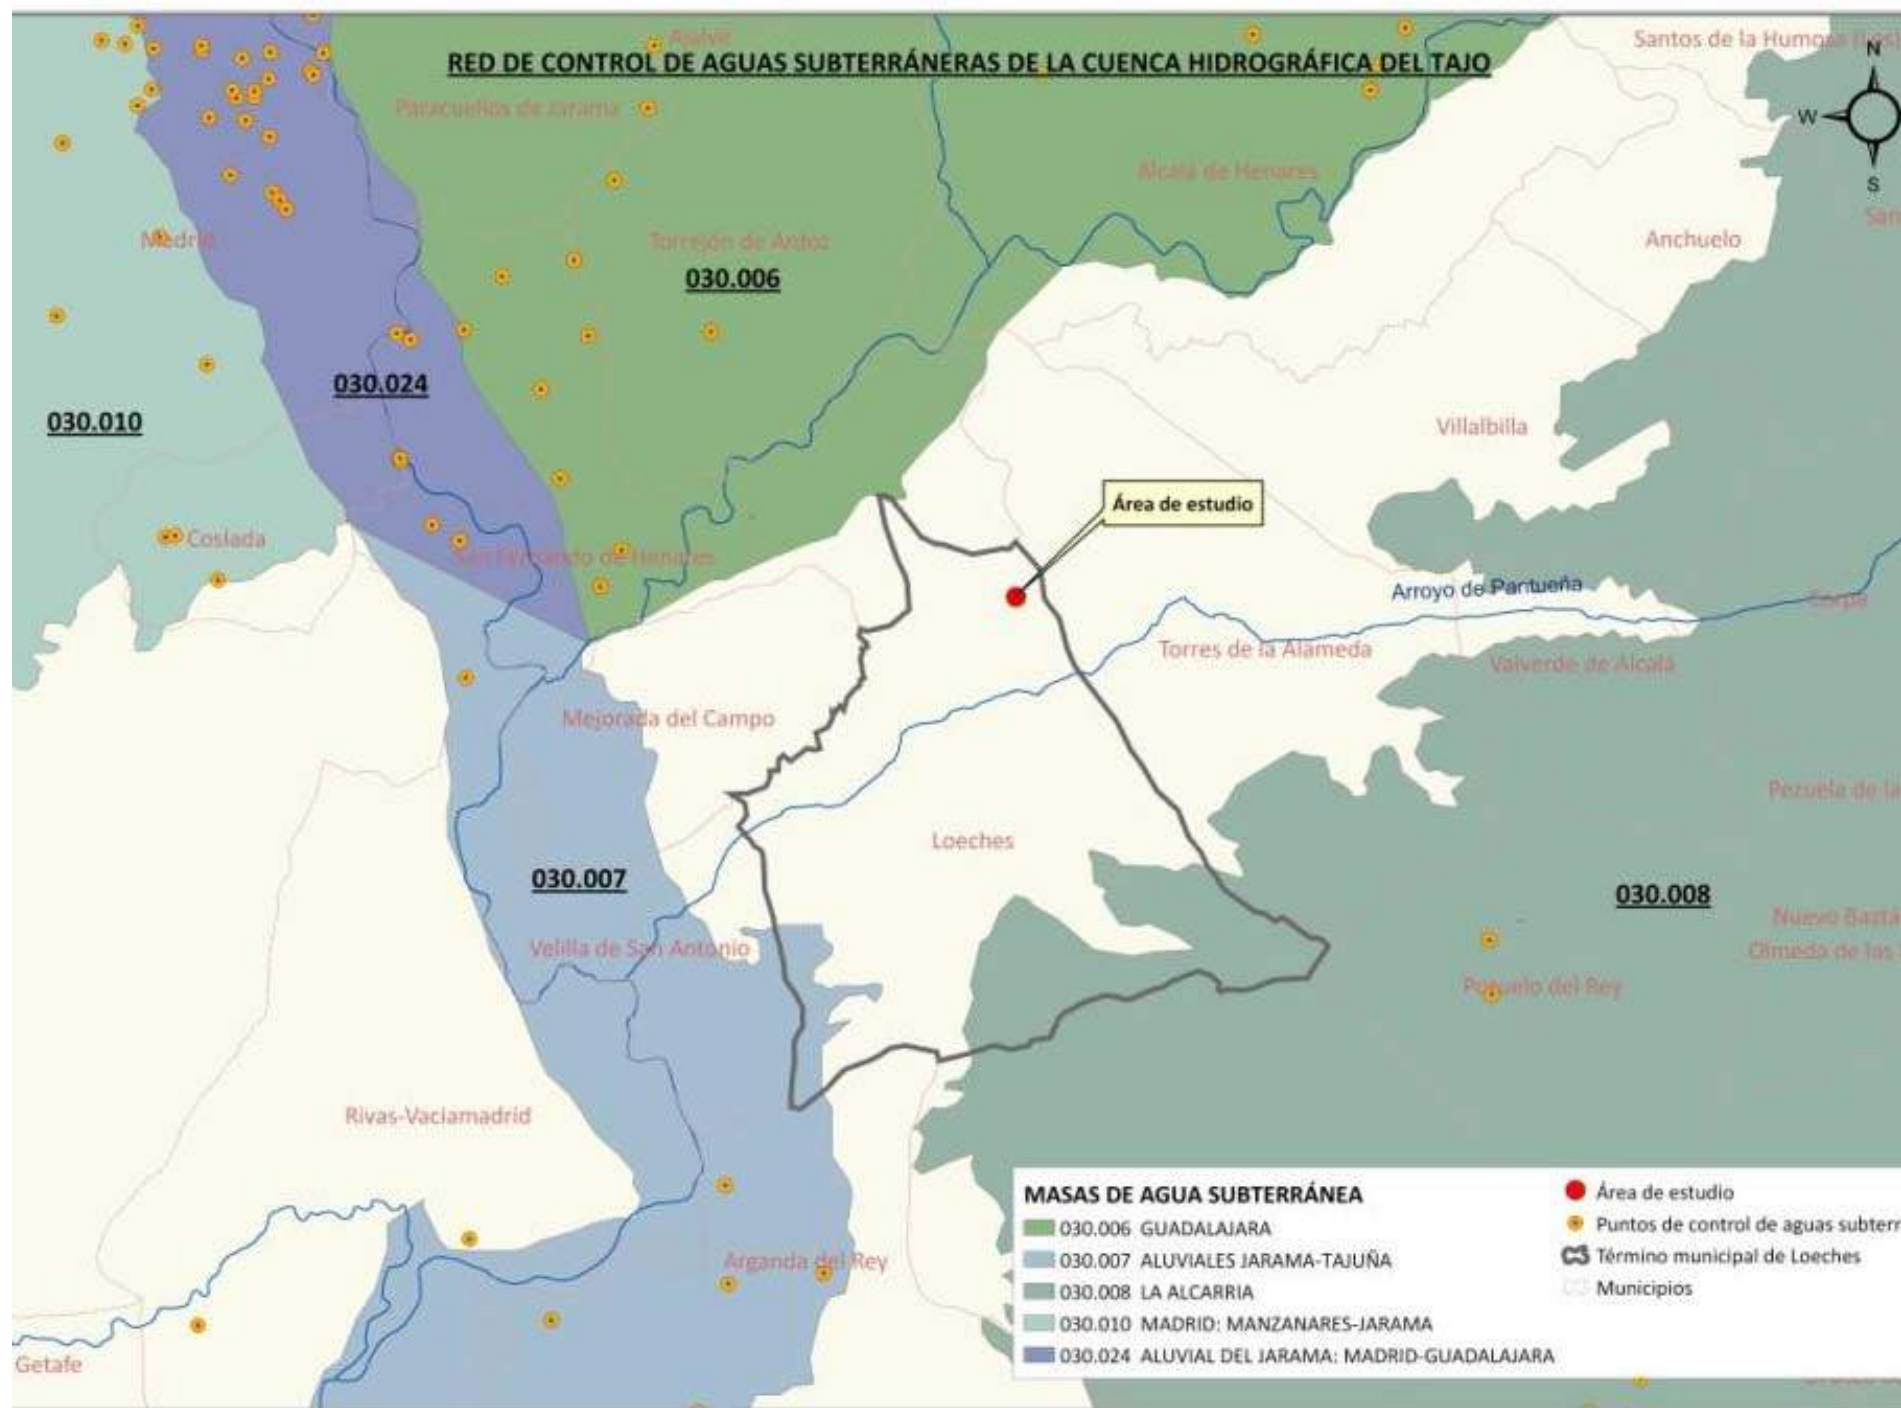 RED DE CONTROL DE AGUAS SUBTERRÁNERAS DE LA CUENCA HIDROGRÁFICA DEL TAJO
Santos de la Humosa
N
W
S
Paracuellos de Jarama
Alcalá de Henares
Madrid
Torrejón de Ardoz
Anchuelo
030.006
030.024
030.010
Villalbilla
Área de estudio
Coslada
San Fernando de Henares
Arroyo de Pantueña
Corpa
Torres de la Alameda
Valverde de Alcalá
Mejorada del Campo
Pezuela de la
Loeches
030.007
030.008
Velilla de San Antonio
Olmeda de las
Pozuelo del Rey
Rivas-Vaciamadrid
Arganda del Rey
Getafe
MASAS DE AGUA SUBTERRÁNEA
030.006 GUADALAJARA
030.007 ALUVIALES JARAMA-TAJUÑA
030.008 LA ALCARRIA
030.010 MADRID: MANZANARES-JARAMA
030.024 ALUVIAL DEL JARAMA: MADRID-GUADALAJARA
Área de estudio
Puntos de control de aguas subterr
Término municipal de Loeches
Municipios